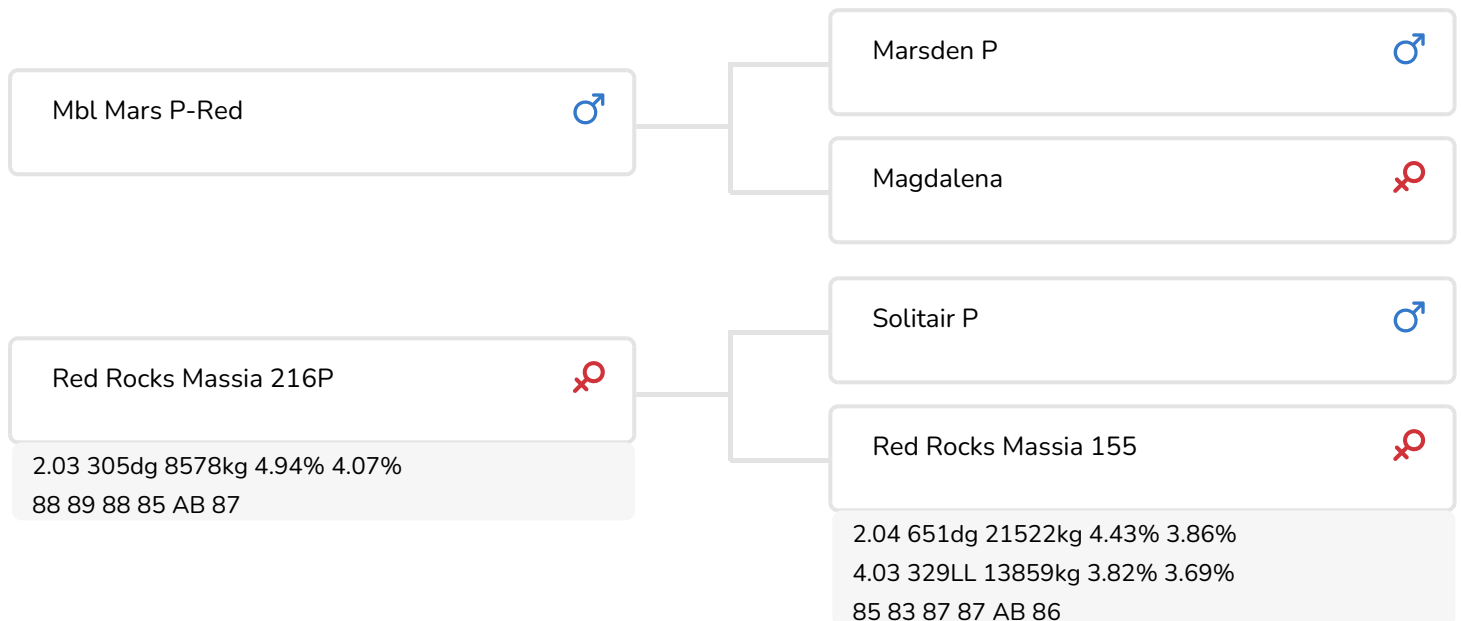 Marsden P
Mbl Mars P-Red
Magdalena
Solitair P
Red Rocks Massia 216P
2.03 305dg 8578kg 4.94% 4.07%
88 89 88 85 AB 87
Red Rocks Massia 155
2.04 651dg 21522kg 4.43% 3.86%
4.03 329LL 13859kg 3.82% 3.69%
85 83 87 87 AB 86